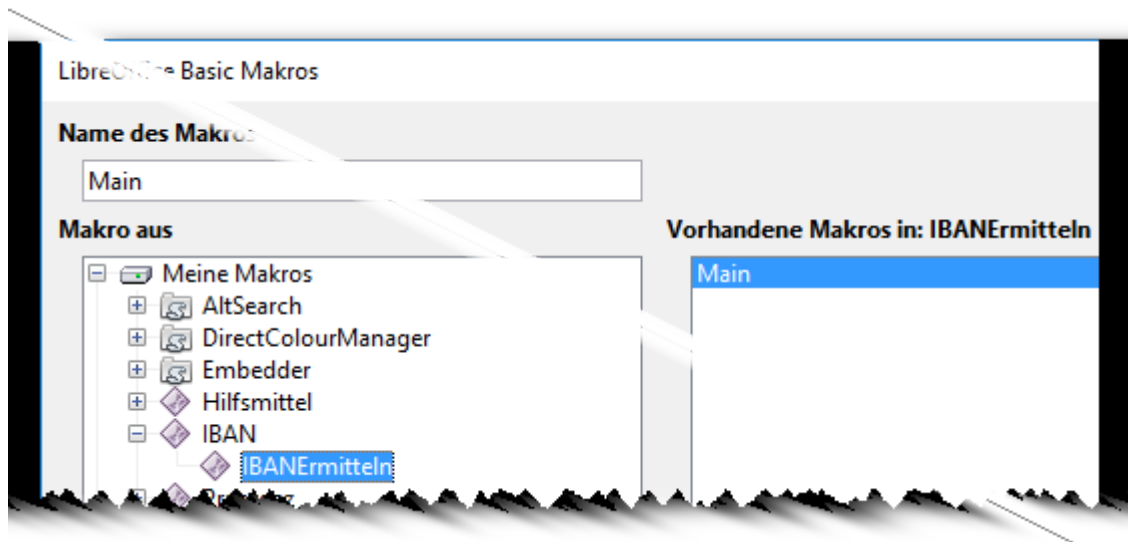 Basic Makros
Name des
Main
Makro aus
Vorhandene Makros in: IBANErmitteln
Meine Makros
Main
AltSearch
DirectColourManager
Embedder
Hilfsmittel
IBAN
IBANErmitteln